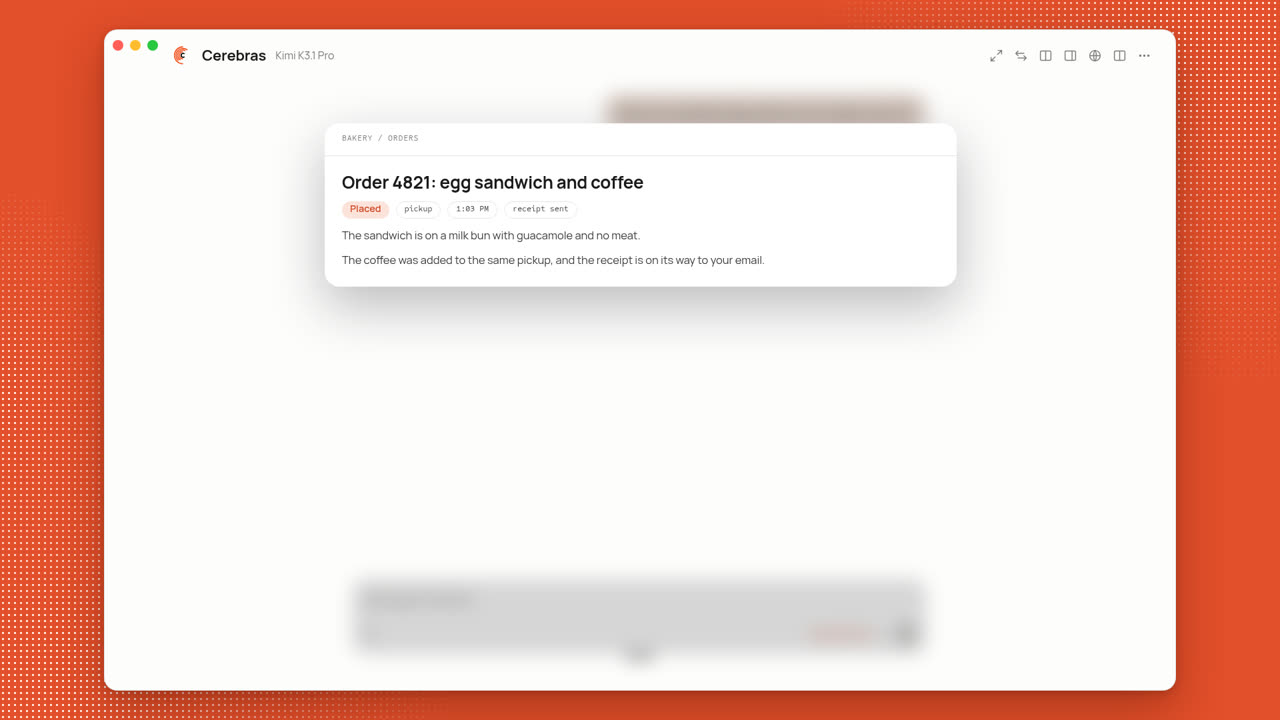 Cerebras Kimi K3.1 Pro
BAKERY / ORDERS
Order 4821: egg sandwich and coffee
Placed pickup 1:03 PM receipt sent
The sandwich is on a milk bun with guacamole and no meat.
The coffee was added to the same pickup, and the receipt is on its way to your email.